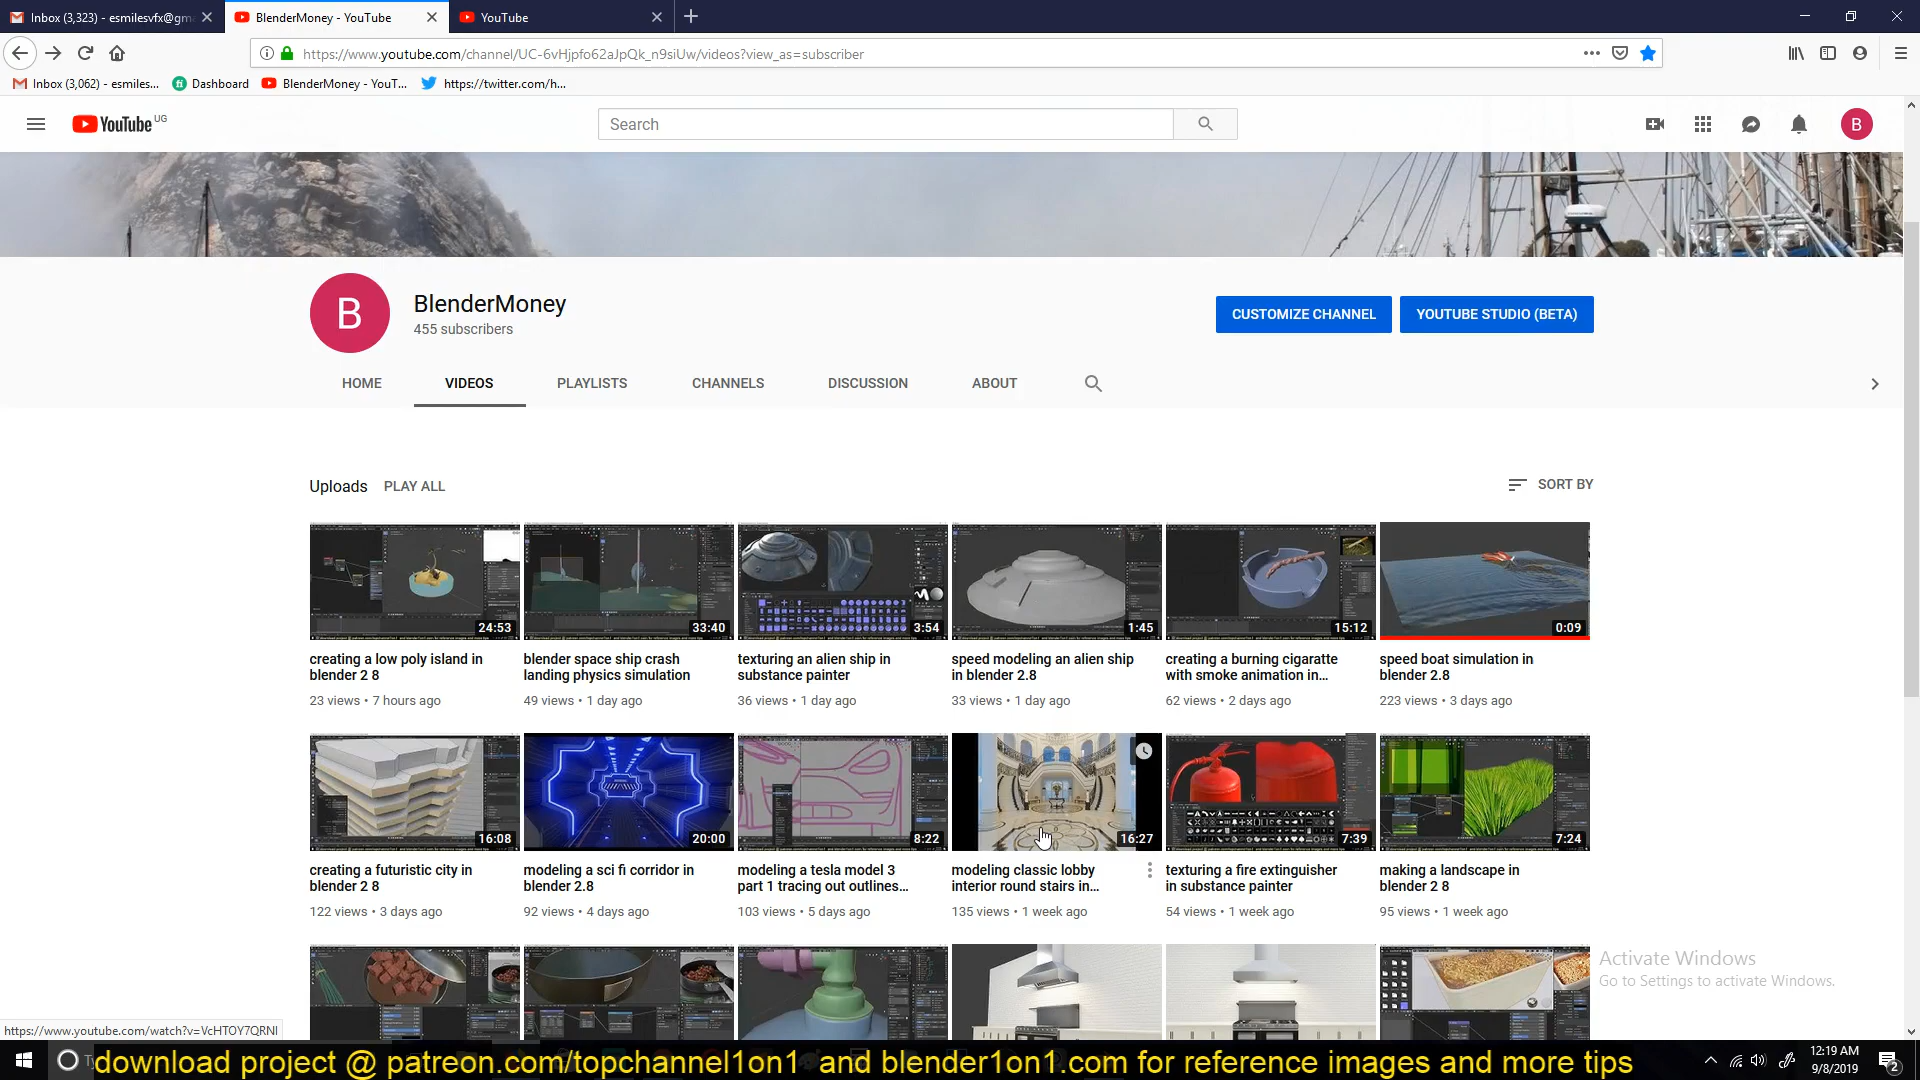 Inbox (3,323) - esmilesvfx@gm
BlenderMoney - YouTube
YouTube
https://www.youtube.com/channel/UC-6vHjpfo62aJpQk_n9siUw/videos?view_as=subscriber
Inbox (3,062) - esmiles...
Dashboard
BlenderMoney - YouT...
https://twitter.com/h...
YouTube UG
Search
B
B
BlenderMoney
455 subscribers
CUSTOMIZE CHANNEL
YOUTUBE STUDIO (BETA)
HOME
VIDEOS
PLAYLISTS
CHANNELS
DISCUSSION
ABOUT
Uploads
PLAY ALL
SORT BY
24:53
33:40
3:54
1:45
15:12
0:09
creating a low poly island in
blender 2 8
23 views • 7 hours ago
blender space ship crash
landing physics simulation
49 views • 1 day ago
texturing an alien ship in
substance painter
36 views • 1 day ago
speed modeling an alien ship
in blender 2.8
33 views • 1 day ago
creating a burning cigaratte
with smoke animation in...
62 views • 2 days ago
speed boat simulation in
blender 2.8
223 views • 3 days ago
16:08
20:00
8:22
16:27
7:39
7:24
creating a futuristic city in
blender 2 8
122 views • 3 days ago
modeling a sci fi corridor in
blender 2.8
92 views • 4 days ago
modeling a tesla model 3
part 1 tracing out outlines...
103 views • 5 days ago
modeling classic lobby
interior round stairs in...
135 views • 1 week ago
texturing a fire extinguisher
in substance painter
54 views • 1 week ago
making a landscape in
blender 2 8
95 views • 1 week ago
Activate Windows
Go to Settings to activate Windows.
https://www.youtube.com/watch?v=VcHTOY7QRNI
download project @ patreon.com/topchannel1on1 and blender1on1.com for reference images and more tips
12:19 AM
9/8/2019
2